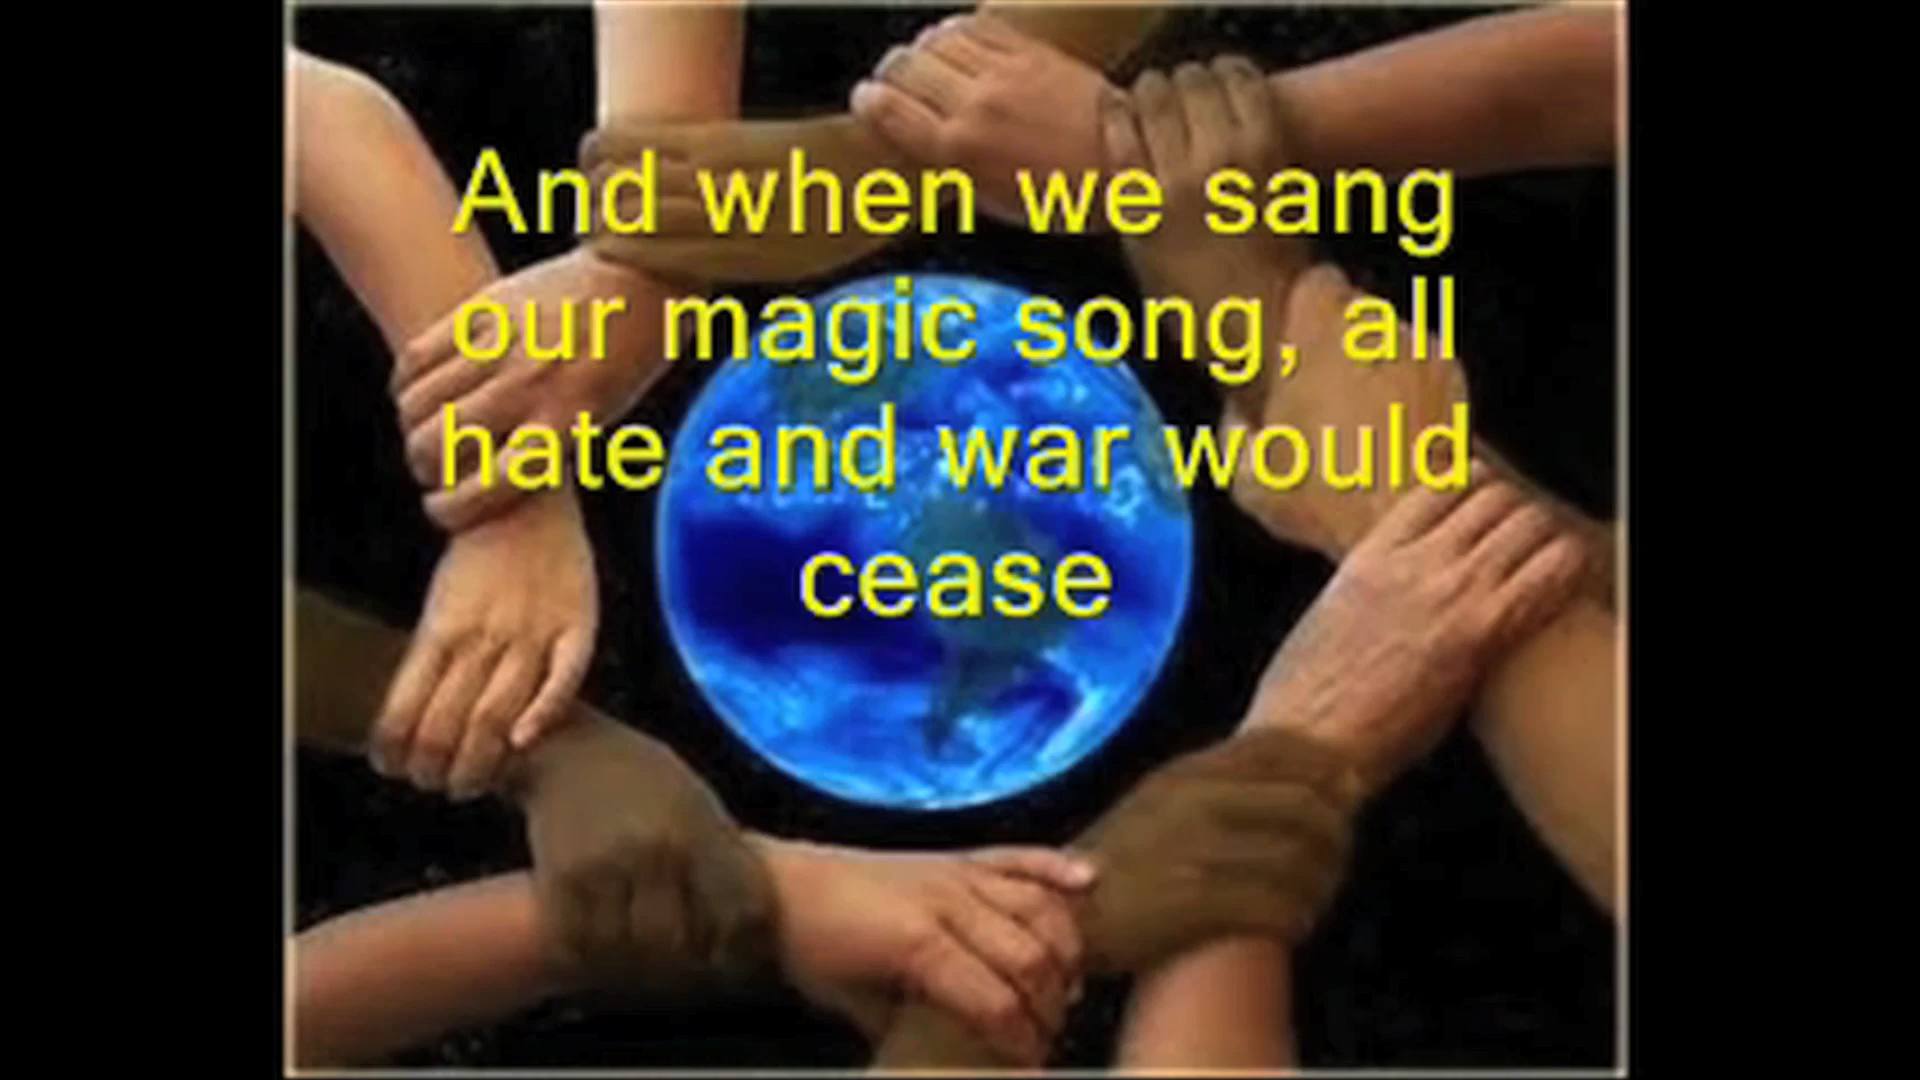 And when we sang
our magic song, all
hate and war would
cease